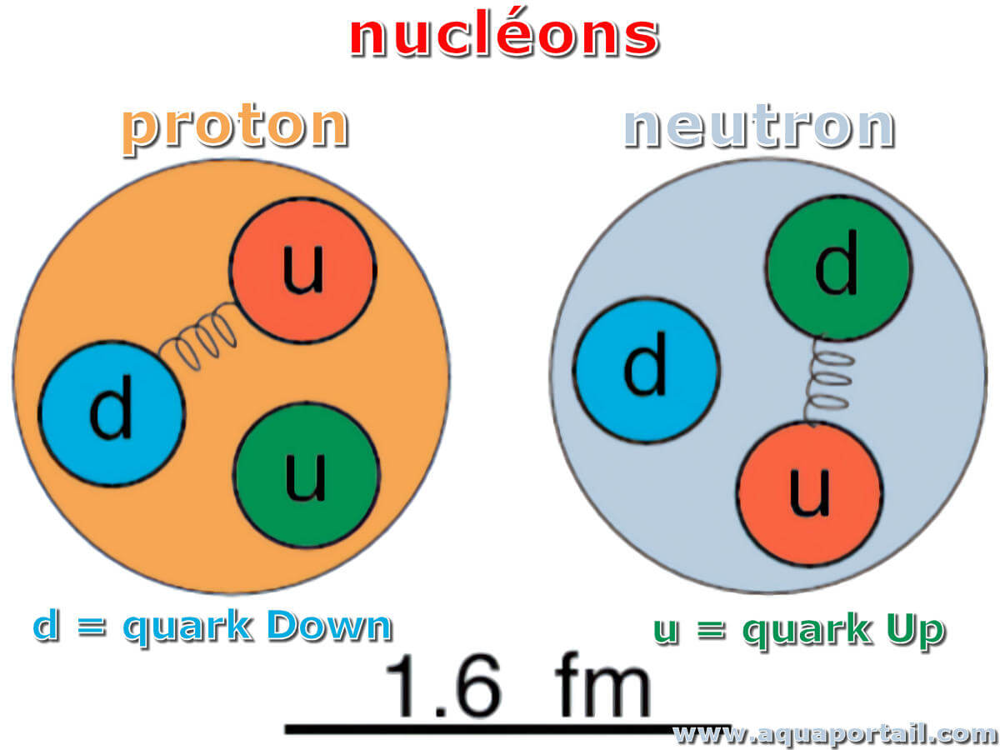 nucléons
proton
neutron
u
d
d
u
d
u
d = quark Down
u = quark Up
1.6 fm
www.aquaportail.com